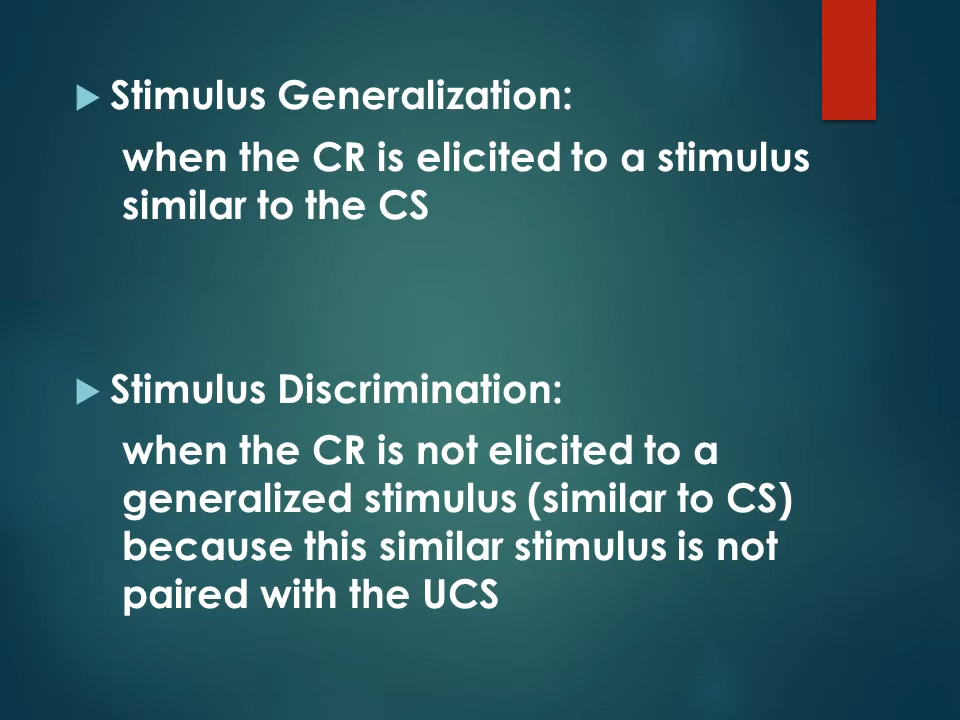 Stimulus Generalization:
when the CR is elicited to a stimulus
similar to the CS
Stimulus Discrimination:
when the CR is not elicited to a
generalized stimulus (similar to CS)
because this similar stimulus is not
paired with the UCS